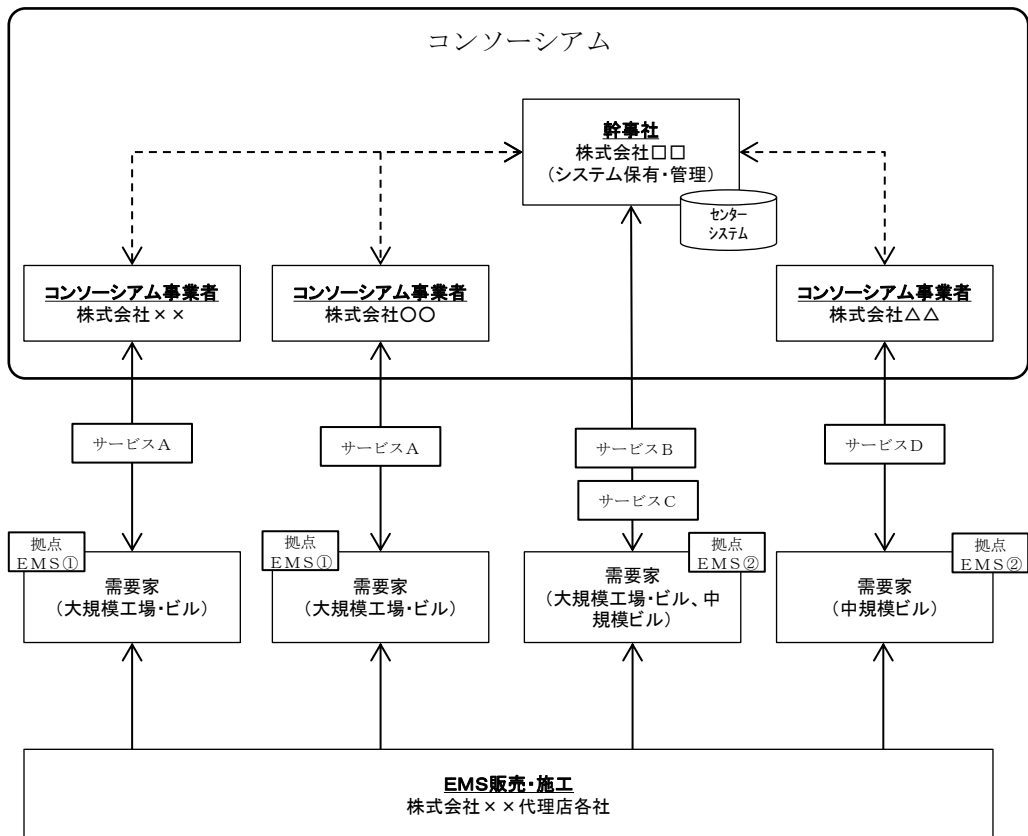 コンソーシアム
幹事社
株式会社□□
（システム保有・管理）
センター
システム
コンソーシアム事業者
株式会社××
コンソーシアム事業者
株式会社〇〇
コンソーシアム事業者
株式会社△△
サービスA
サービスA
サービスB
サービスD
サービスC
拠点
EMS①
需要家
（大規模工場・ビル）
拠点
EMS①
需要家
（大規模工場・ビル）
拠点
EMS②
需要家
（大規模工場・ビル、中
規模ビル）
拠点
EMS②
需要家
（中規模ビル）
EMS販売・施工
株式会社××代理店各社